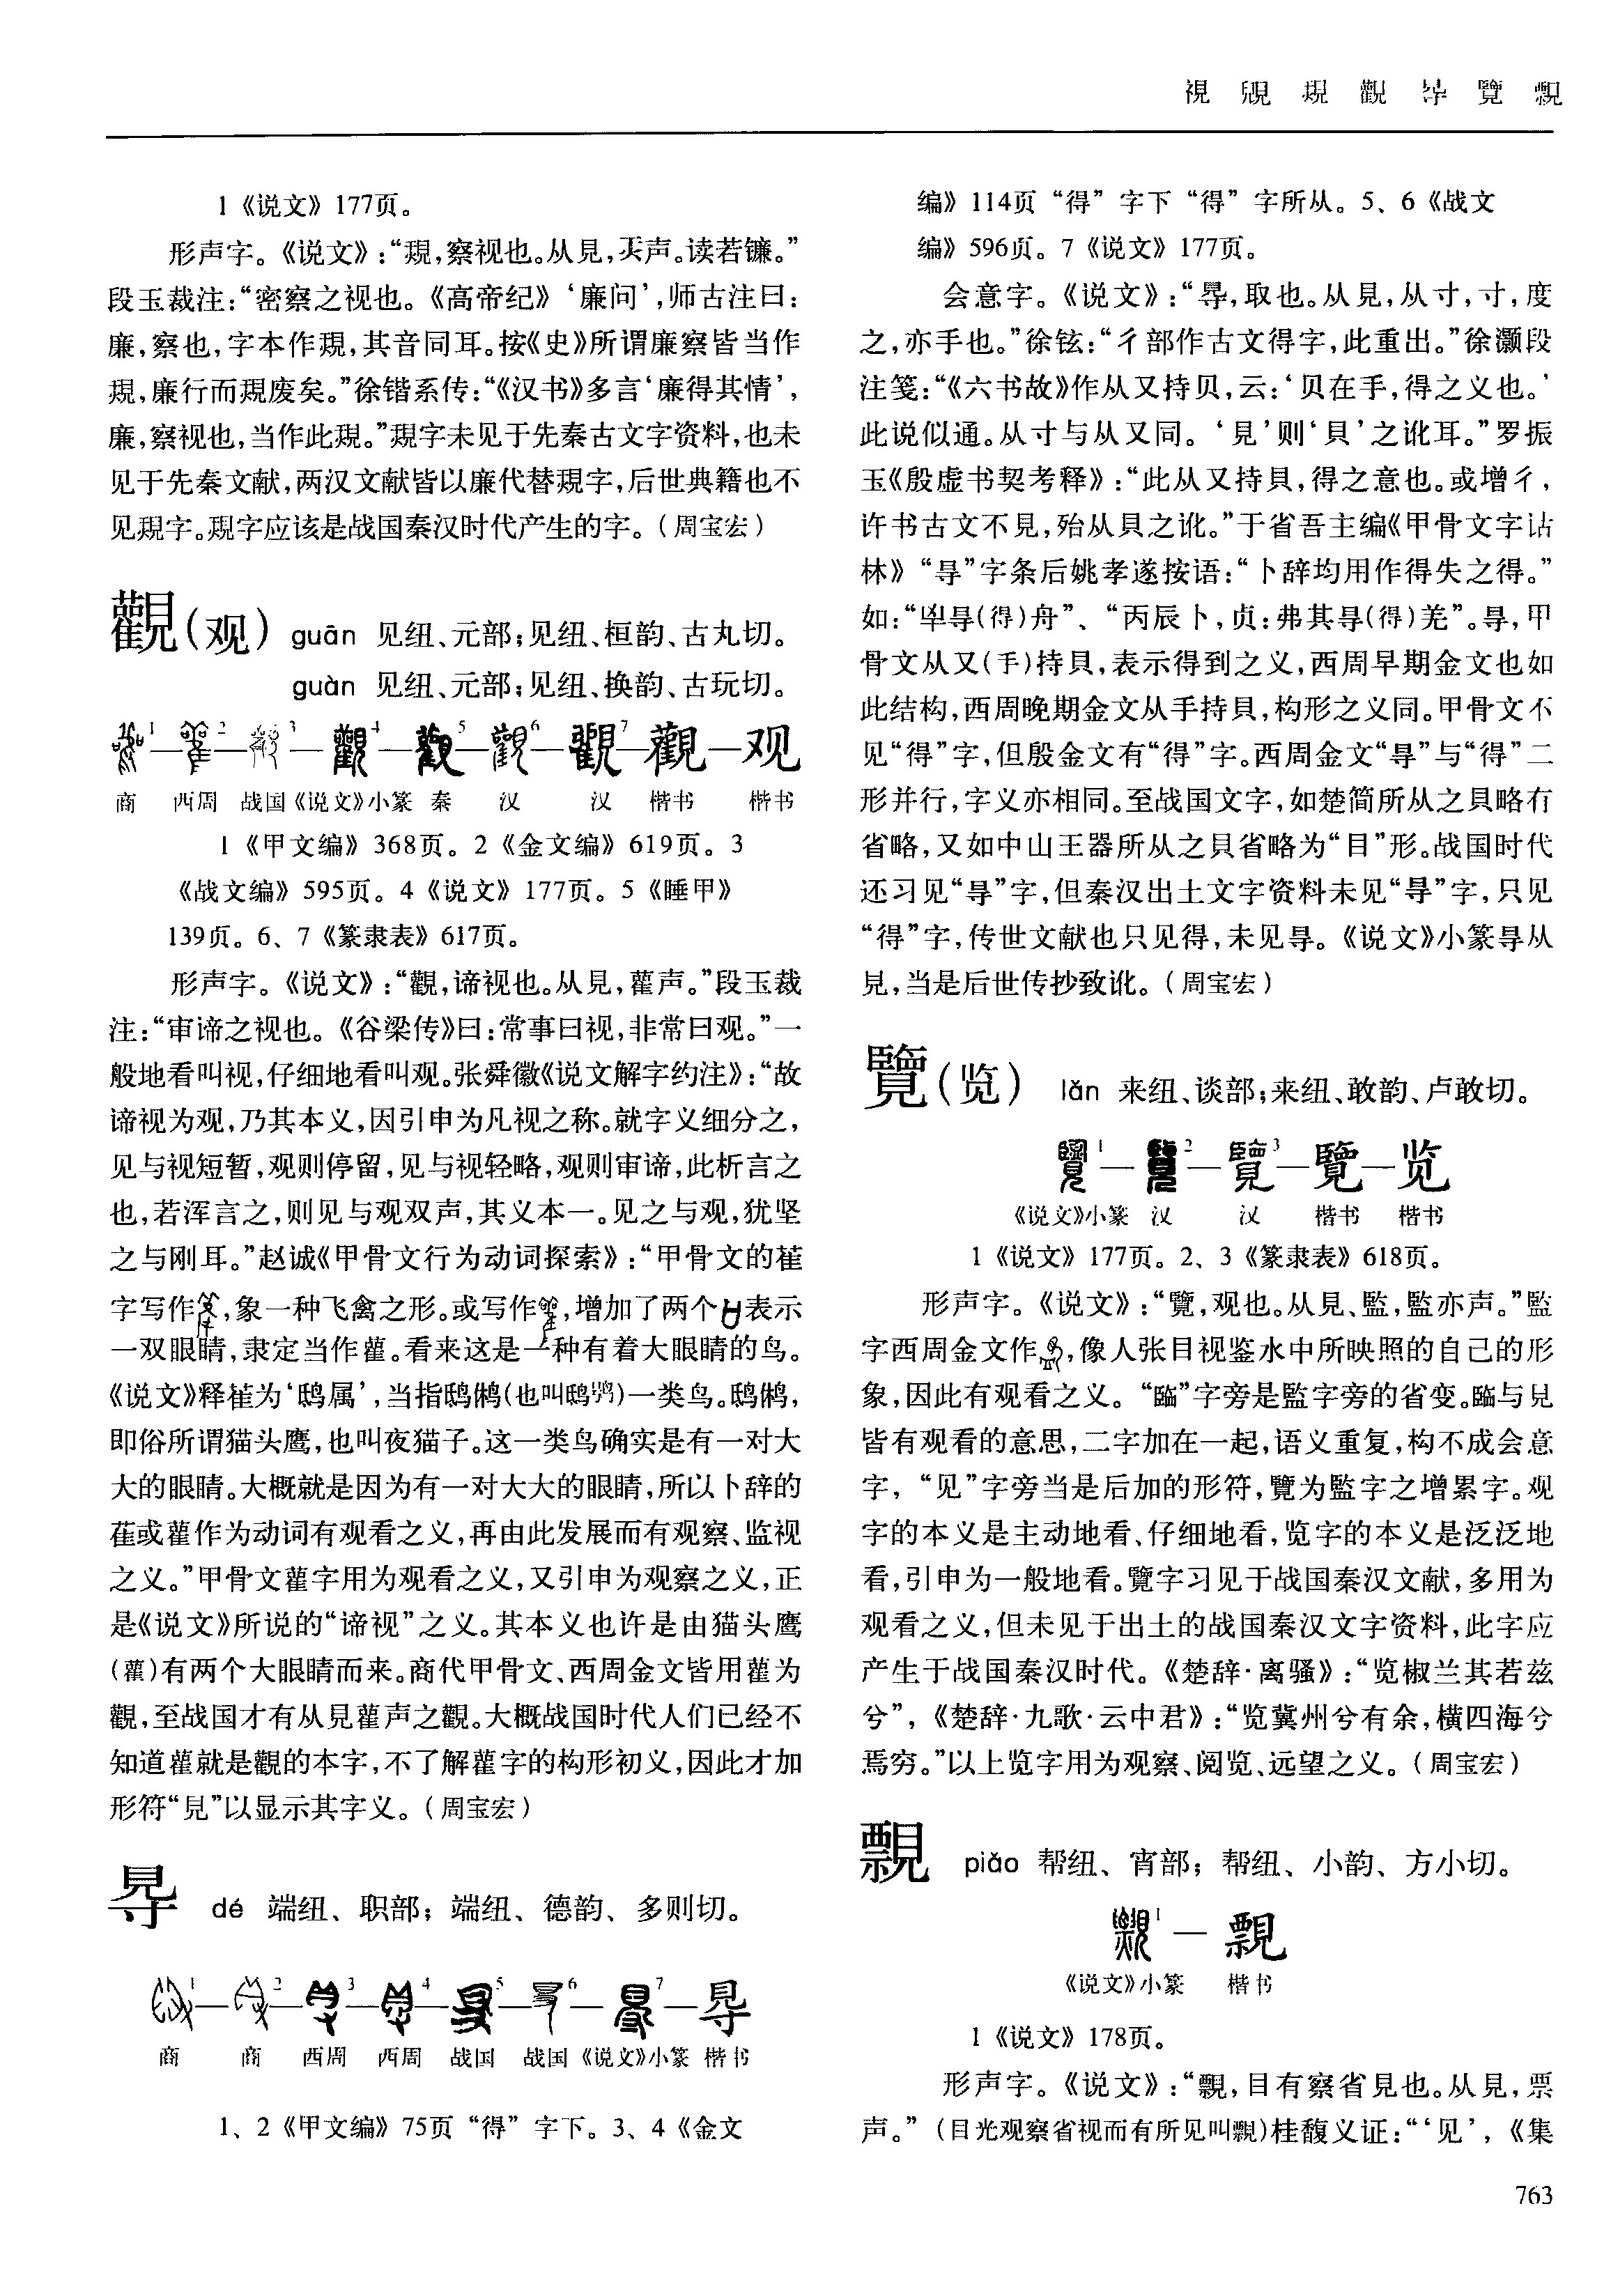 視 覛 覝 觀 㝵 覽 覭
1《说文》177页。
形声字。《说文》:“覝,察视也。从見,声。读若镰。”
段玉裁注:“密察之视也。《高帝纪》‘廉问’,师古注曰:
廉,察也,字本作覝,其音同耳。按《史》所谓廉察皆当作
覝,廉行而覝废矣。”徐锴系传:“《汉书》多言‘廉得其情’,
廉,察视也,当作此覝。”覝字未见于先秦古文字资料,也未
见于先秦文献,两汉文献皆以廉代替覝字,后世典籍也不
见覝字。覝字应该是战国秦汉时代产生的字。(周宝宏)
觀(观) guān 见纽、元部;见纽、桓韵、古丸切。
guàn 见纽、元部;见纽、换韵、古玩切。
1 — 2 — 3 — 4 — 5 — 6 — 7 — 觀 — 观
商 西周 战国《说文》小篆 秦 汉 汉 楷书 楷书
1《甲文编》368页。2《金文编》619页。3
《战文编》595页。4《说文》177页。5《睡甲》
139页。6、7《篆隶表》617页。
形声字。《说文》:“觀,谛视也。从見,雚声。”段玉裁
注:“审谛之视也。《谷梁传》曰:常事曰视,非常曰观。”一
般地看叫视,仔细地看叫观。张舜徽《说文解字约注》:“故
谛视为观,乃其本义,因引申为凡视之称。就字义细分之,
见与视短暂,观则停留,见与视轻略,观则审谛,此析言之
也,若浑言之,则见与观双声,其义本一。见之与观,犹坚
之与刚耳。”赵诚《甲骨文行为动词探索》:“甲骨文的萑
字写作,象一种飞禽之形。或写作,增加了两个表示
一双眼睛,隶定当作雚。看来这是一种有着大眼睛的鸟。
《说文》释萑为‘鸱属’,当指鸱鸺(也叫鸱鸮)一类鸟。鸱鸺,
即俗所谓猫头鹰,也叫夜猫子。这一类鸟确实是有一对大
大的眼睛。大概就是因为有一对大大的眼睛,所以卜辞的
萑或雚作为动词有观看之义,再由此发展而有观察、监视
之义。”甲骨文雚字用为观看之义,又引申为观察之义,正
是《说文》所说的“谛视”之义。其本义也许是由猫头鹰
(雚)有两个大眼睛而来。商代甲骨文、西周金文皆用雚为
觀,至战国才有从見雚声之觀。大概战国时代人们已经不
知道雚就是觀的本字,不了解雚字的构形初义,因此才加
形符“見”以显示其字义。(周宝宏)
㝵 dé 端纽、职部;端纽、德韵、多则切。
1 — 2 — 3 — 4 — 5 — 6 — 7 — 㝵
商 商 西周 西周 战国 战国《说文》小篆 楷书
1、2《甲文编》75页“得”字下。3、4《金文
编》114页“得”字下“得”字所从。5、6《战文
编》596页。7《说文》177页。
会意字。《说文》:“㝵,取也。从見,从寸,寸,度
之,亦手也。”徐铉:“彳部作古文得字,此重出。”徐灏段
注笺:“《六书故》作从又持贝,云:‘贝在手,得之义也。’
此说似通。从寸与从又同。‘見’则‘貝’之讹耳。”罗振
玉《殷虚书契考释》:“此从又持貝,得之意也。或增彳,
许书古文不見,殆从貝之讹。”于省吾主编《甲骨文字诂
林》“㝵”字条后姚孝遂按语:“卜辞均用作得失之得。”
如:“㝵(得)舟”、“丙辰卜,贞:弗其㝵(得)羌”。㝵,甲
骨文从又(手)持貝,表示得到之义,西周早期金文也如
此结构,西周晚期金文从手持貝,构形之义同。甲骨文不
见“得”字,但殷金文有“得”字。西周金文“㝵”与“得”二
形并行,字义亦相同。至战国文字,如楚简所从之貝略有
省略,又如中山王器所从之貝省略为“目”形。战国时代
还习见“㝵”字,但秦汉出土文字资料未见“㝵”字,只见
“得”字,传世文献也只见得,未见㝵。《说文》小篆㝵从
見,当是后世传抄致讹。(周宝宏)
覽(览) lǎn 来纽、谈部;来纽、敢韵、卢敢切。
1 — 2 — 3 — 覽 — 览
《说文》小篆 汉 汉 楷书 楷书
1《说文》177页。2、3《篆隶表》618页。
形声字。《说文》:“覽,观也。从見、監,監亦声。”監
字西周金文作,像人张目视鉴水中所映照的自己的形
象,因此有观看之义。“”字旁是監字旁的省变。与見
皆有观看的意思,二字加在一起,语义重复,构不成会意
字,“见”字旁当是后加的形符,覽为監字之增累字。观
字的本义是主动地看、仔细地看,览字的本义是泛泛地
看,引申为一般地看。覽字习见于战国秦汉文献,多用为
观看之义,但未见于出土的战国秦汉文字资料,此字应
产生于战国秦汉时代。《楚辞·离骚》:“览椒兰其若兹
兮”,《楚辞·九歌·云中君》:“览冀州兮有余,横四海兮
焉穷。”以上览字用为观察、阅览、远望之义。(周宝宏)
 piǎo 帮纽、宵部;帮纽、小韵、方小切。
1 —
《说文》小篆 楷书
1《说文》178页。
形声字。《说文》:“,目有察省見也。从見,票
声。”(目光观察省视而有所见叫)桂馥义证:“‘见’,《集
763